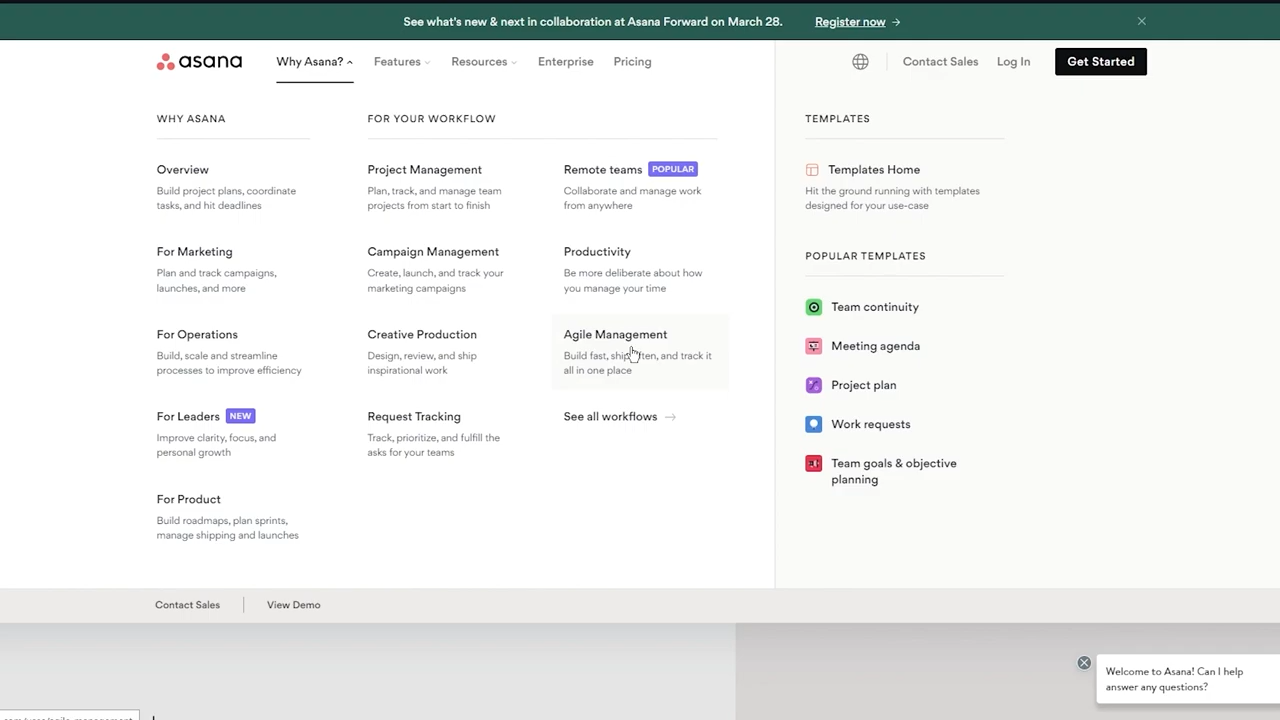 See what's new & next in collaboration at Asana Forward on March 28. Register now →
asana Why Asana? Features Resources Enterprise Pricing Contact Sales Log In Get Started
WHY ASANA
Overview
Build project plans, coordinate
tasks, and hit deadlines
For Marketing
Plan and track campaigns,
launches, and more
For Operations
Build, scale and streamline
processes to improve efficiency
For Leaders NEW
Improve clarity, focus, and
personal growth
For Product
Build roadmaps, plan sprints,
manage shipping and launches
FOR YOUR WORKFLOW
Project Management
Plan, track, and manage team
projects from start to finish
Campaign Management
Create, launch, and track your
marketing campaigns
Creative Production
Design, review, and ship
inspirational work
Request Tracking
Track, prioritize, and fulfill the
asks for your teams
Remote teams POPULAR
Collaborate and manage work
from anywhere
Productivity
Be more deliberate about how
you manage your time
Agile Management
Build fast, ship often, and track it
all in one place
See all workflows →
TEMPLATES
Templates Home
Hit the ground running with templates
designed for your use-case
POPULAR TEMPLATES
Team continuity
Meeting agenda
Project plan
Work requests
Team goals & objective
planning
Contact Sales View Demo
Welcome to Asana! Can I help
answer any questions?